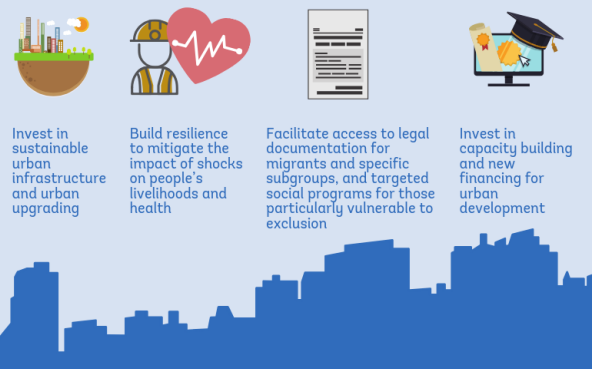 Invest in
sustainable
urban
infrastructure
and urban
upgrading
Build resilience
to mitigate the
impact of shocks
on people's
livelihoods and
health
Facilitate access to legal
documentation for
migrants and specific
subgroups, and targeted
social programs for those
particularly vulnerable to
exclusion
Invest in
capacity building
and new
financing for
urban
development